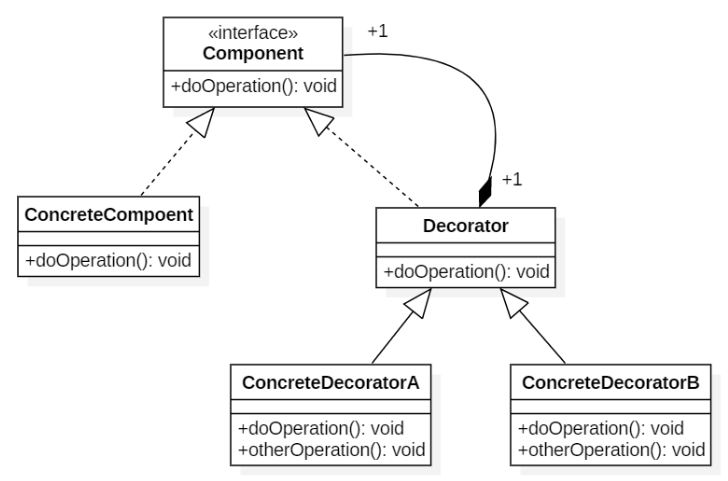 «interface»
Component
+doOperation(): void
+1
+1
ConcreteCompoent
+doOperation(): void
Decorator
+doOperation(): void
ConcreteDecoratorA
+doOperation(): void
+otherOperation(): void
ConcreteDecoratorB
+doOperation(): void
+otherOperation(): void